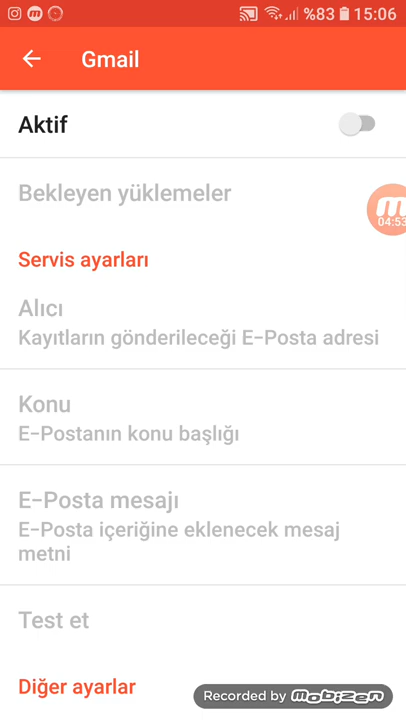 %83 15:06
Gmail
Aktif
Bekleyen yüklemeler
04:53
Servis ayarları
Alıcı
Kayıtların gönderileceği E-Posta adresi
Konu
E-Postanın konu başlığı
E-Posta mesajı
E-Posta içeriğine eklenecek mesaj
metni
Test et
Diğer ayarlar
Recorded by mobizen